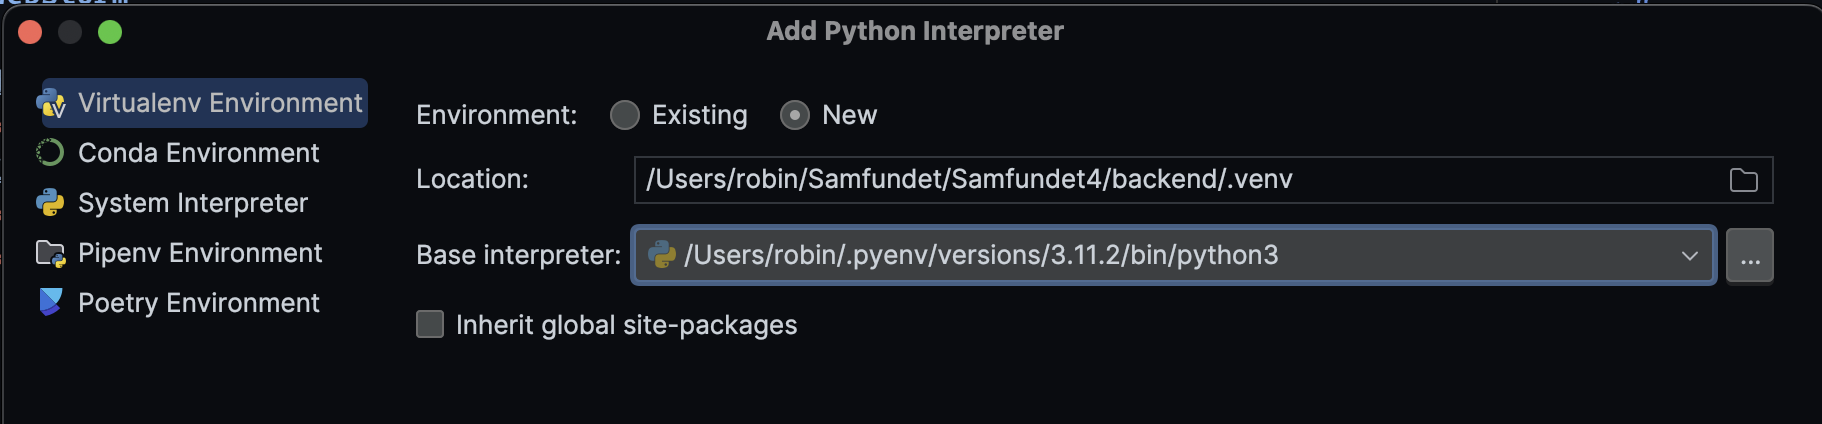 Add Python Interpreter
Virtualenv Environment
Conda Environment
System Interpreter
Pipenv Environment
Poetry Environment
Environment: Existing New
Location: /Users/robin/Samfundet/Samfundet4/backend/.venv
Base interpreter: /Users/robin/.pyenv/versions/3.11.2/bin/python3 ...
Inherit global site-packages